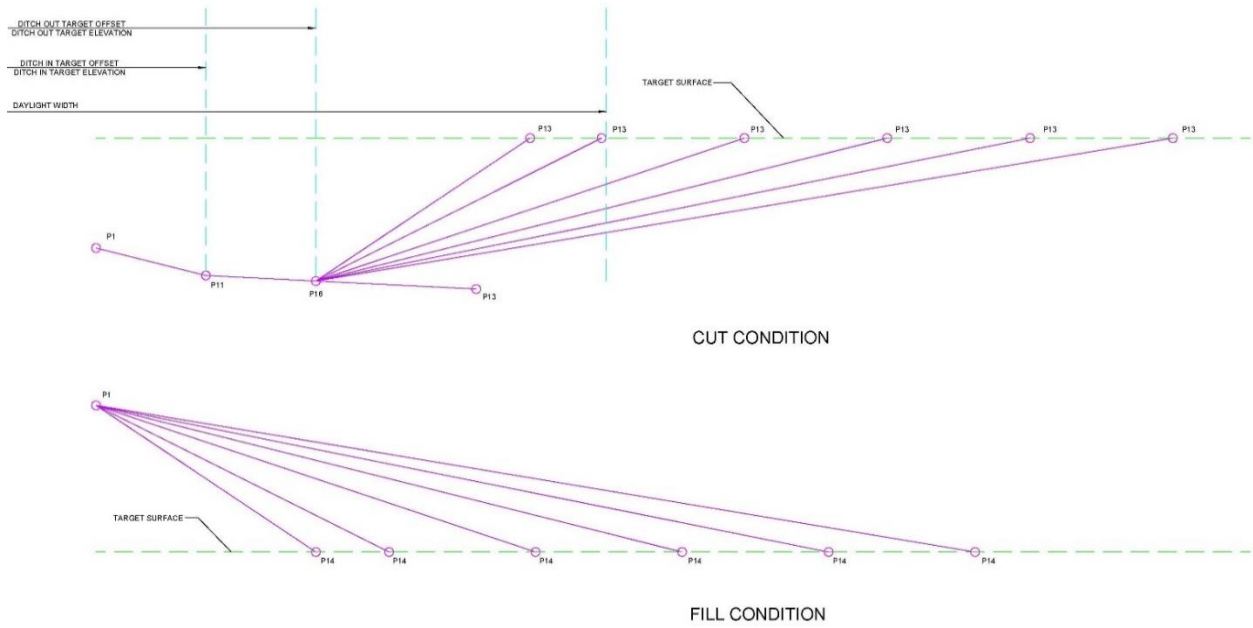 DITCH OUT TARGET OFFSET
DITCH OUT TARGET ELEVATION
DITCH IN TARGET OFFSET
DITCH IN TARGET ELEVATION
TARGET SURFACE
DAYLIGHT WIDTH
P13 P13 P13 P13 P13 P13
P1
P11
P16
P13
CUT CONDITION
P1
TARGET SURFACE
P14 P14 P14 P14 P14 P14
FILL CONDITION